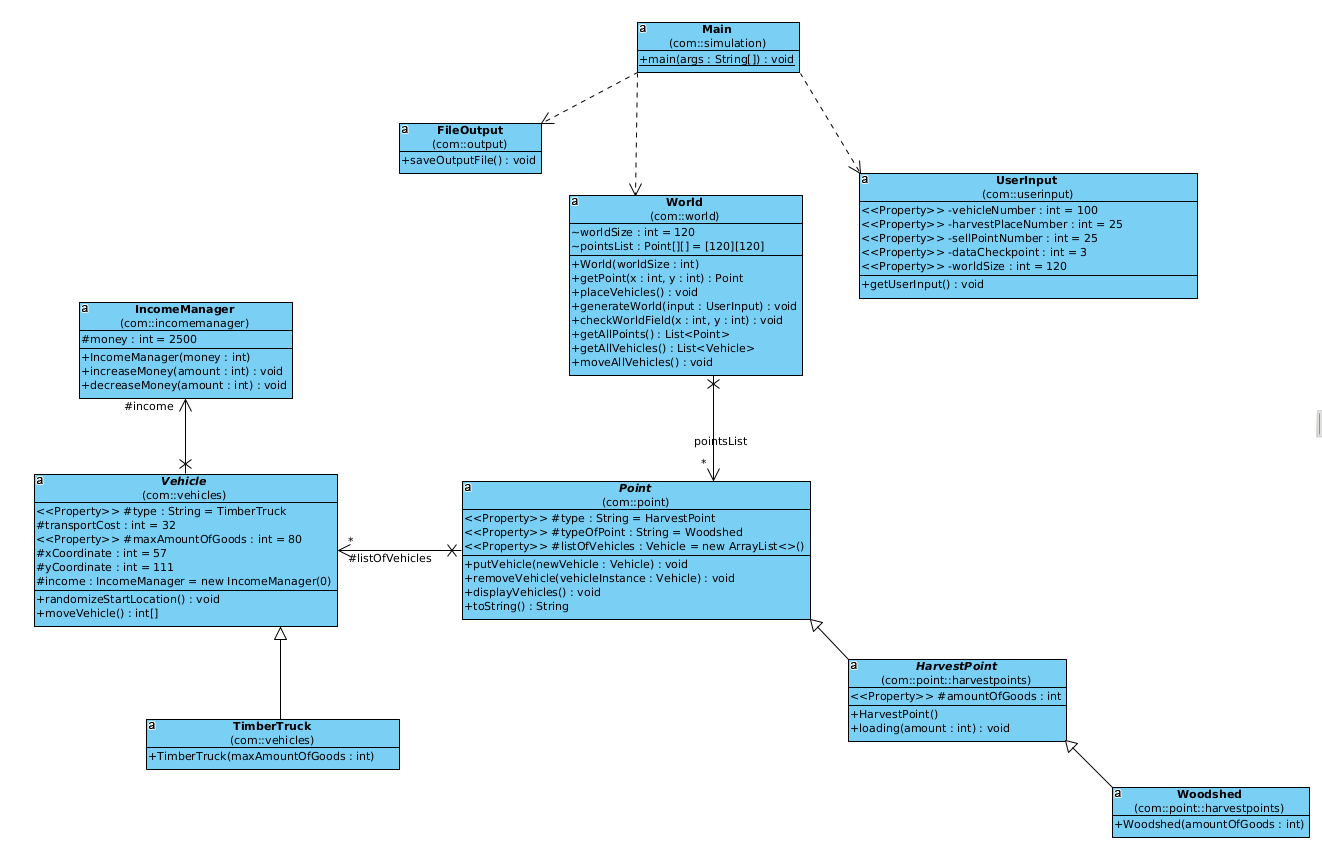 a
Main
(com::simulation)
+main(args : String[]) : void
a
FileOutput
(com::output)
+saveOutputFile() : void
a
World
(com::world)
~worldSize : int = 120
~pointsList : Point[][] = [120][120]
+World(worldSize : int)
+getPoint(x : int, y : int) : Point
+placeVehicles() : void
+generateWorld(input : UserInput) : void
+checkWorldField(x : int, y : int) : void
+getAllPoints() : List<Point>
+getAllVehicles() : List<Vehicle>
+moveAllVehicles() : void
a
UserInput
(com::userinput)
<<Property>> -vehicleNumber : int = 100
<<Property>> -harvestPlaceNumber : int = 25
<<Property>> -sellPointNumber : int = 25
<<Property>> -dataCheckpoint : int = 3
<<Property>> -worldSize : int = 120
+getUserInput() : void
a
IncomeManager
(com::incomemanager)
#money : int = 2500
+IncomeManager(money : int)
+increaseMoney(amount : int) : void
+decreaseMoney(amount : int) : void
#income
pointsList
*
a
Vehicle
(com::vehicles)
<<Property>> #type : String = TimberTruck
#transportCost : int = 32
<<Property>> #maxAmountOfGoods : int = 80
#xCoordinate : int = 57
#yCoordinate : int = 111
#income : IncomeManager = new IncomeManager(0)
+randomizeStartLocation() : void
+moveVehicle() : int[]
*
#listOfVehicles
a
Point
(com::point)
<<Property>> #type : String = HarvestPoint
<<Property>> #typeOfPoint : String = Woodshed
<<Property>> #listOfVehicles : Vehicle = new ArrayList<>()
+putVehicle(newVehicle : Vehicle) : void
+removeVehicle(vehicleInstance : Vehicle) : void
+displayVehicles() : void
+toString() : String
a
HarvestPoint
(com::point::harvestpoints)
<<Property>> #amountOfGoods : int
+HarvestPoint()
+loading(amount : int) : void
a
TimberTruck
(com::vehicles)
+TimberTruck(maxAmountOfGoods : int)
a
Woodshed
(com::point::harvestpoints)
+Woodshed(amountOfGoods : int)